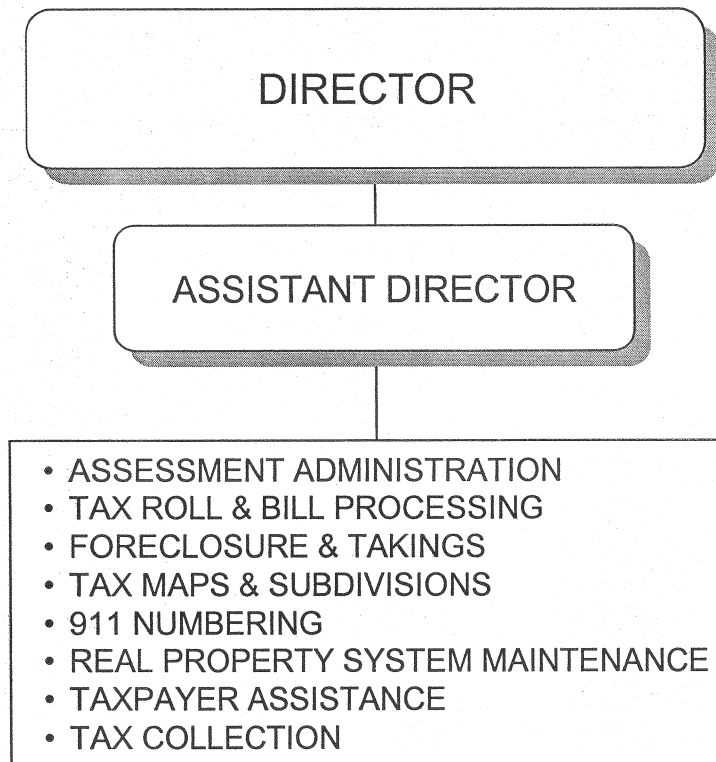 DIRECTOR
ASSISTANT DIRECTOR
• ASSESSMENT ADMINISTRATION
• TAX ROLL & BILL PROCESSING
• FORECLOSURE & TAKINGS
• TAX MAPS & SUBDIVISIONS
• 911 NUMBERING
• REAL PROPERTY SYSTEM MAINTENANCE
• TAXPAYER ASSISTANCE
• TAX COLLECTION